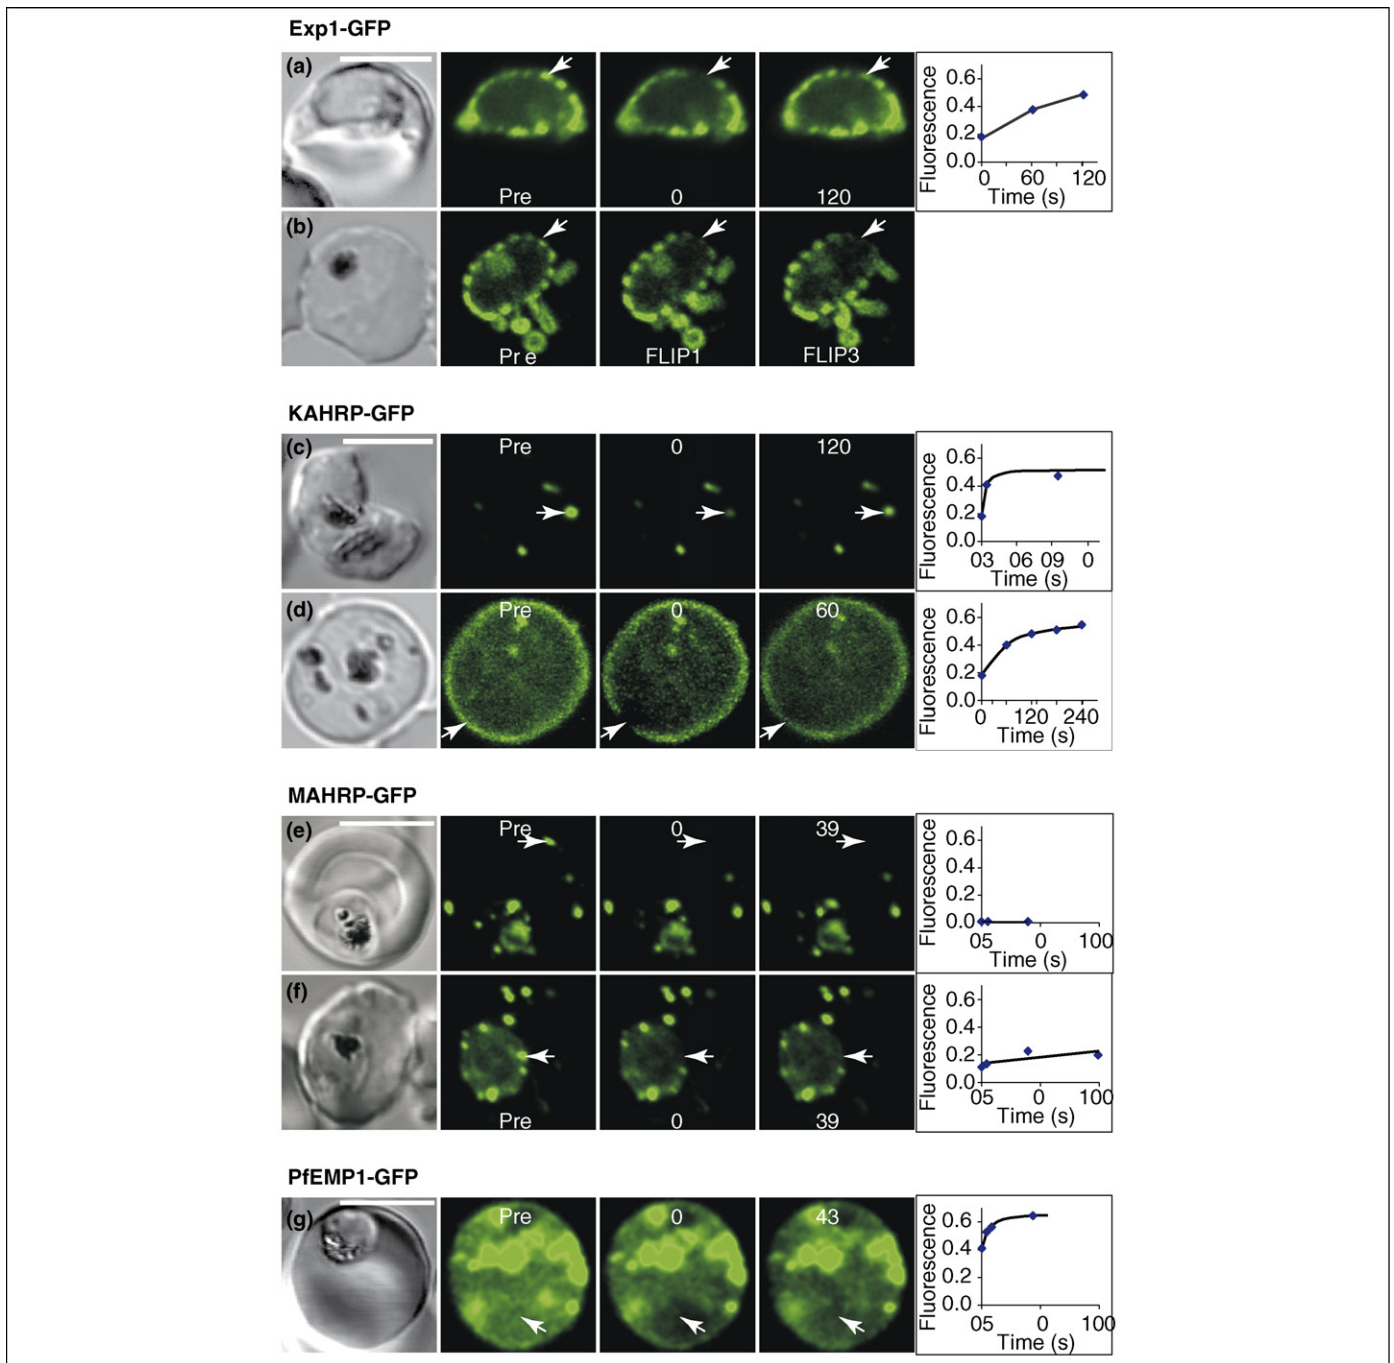 Exp1-GFP
(a)
Pre
0
120
Fluorescence
0.6
0.4
0.2
0.0
0 60 120
Time (s)
(b)
Pr e
FLIP1
FLIP3
KAHRP-GFP
(c)
Pre
0
120
Fluorescence
0.6
0.4
0.2
0.0
03 06 09 0
Time (s)
(d)
Pre
0
60
Fluorescence
0.6
0.4
0.2
0.0
0 120 240
Time (s)
MAHRP-GFP
(e)
Pre
0
39
Fluorescence
0.6
0.4
0.2
0.0
05 0 100
Time (s)
(f)
Pre
0
39
Fluorescence
0.6
0.4
0.2
0.0
05 0 100
Time (s)
PfEMP1-GFP
(g)
Pre
0
43
Fluorescence
0.6
0.4
0.2
0.0
05 0 100
Time (s)